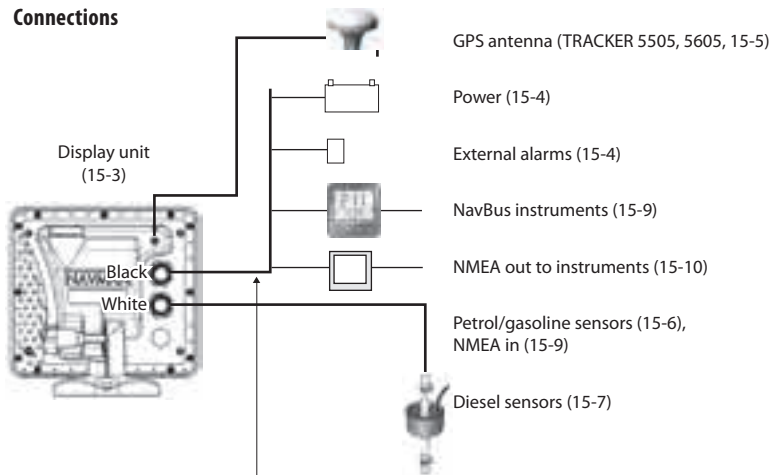 Connections
GPS antenna (TRACKER 5505, 5605, 15-5)
Power (15-4)
Display unit
(15-3)
External alarms (15-4)
NavBus instruments (15-9)
Black
NMEA out to instruments (15-10)
White
Petrol/gasoline sensors (15-6),
NMEA in (15-9)
Diesel sensors (15-7)